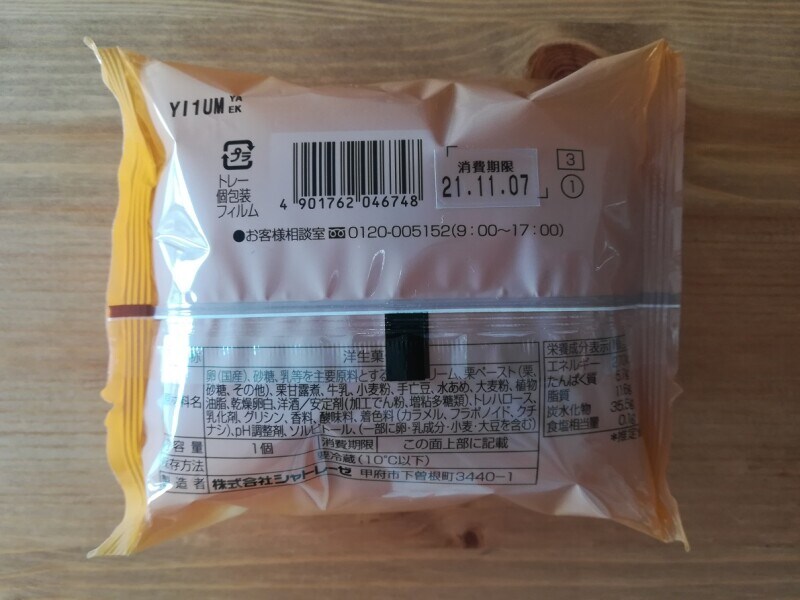 YI1UM YA EK
プラ
トレー
個包装
フィルム
4 901762 046748
消費期限
21.11.07
3
1
●お客様相談室 0120-005152(9:00~17:00)
洋生菓
卵(国産)、砂糖、乳等を主要原料とする リーム、栗ペースト(栗、
砂糖、その他)、栗甘露煮、牛乳、小麦粉、手亡豆、水あめ、大麦粉、植物
油脂、乾燥卵白、洋酒/安定剤(加工でん粉、増粘多糖類)、トレハロース、
乳化剤、グリシン、香料、酸味料、着色料(カラメル、フラボノイド、クチ
ナシ)、pH調整剤、ソルビトール、(一部に卵・乳成分・小麦・大豆を含む)
料名
容量 1個 消費期限 この面上部に記載
存方法 要冷蔵(10℃以下)
製造者 株式会社シャトレーゼ 甲府市下曽根町3440-1
栄養成分表示
エネルギー
たんぱく質
脂質
炭水化物
食塩相当量